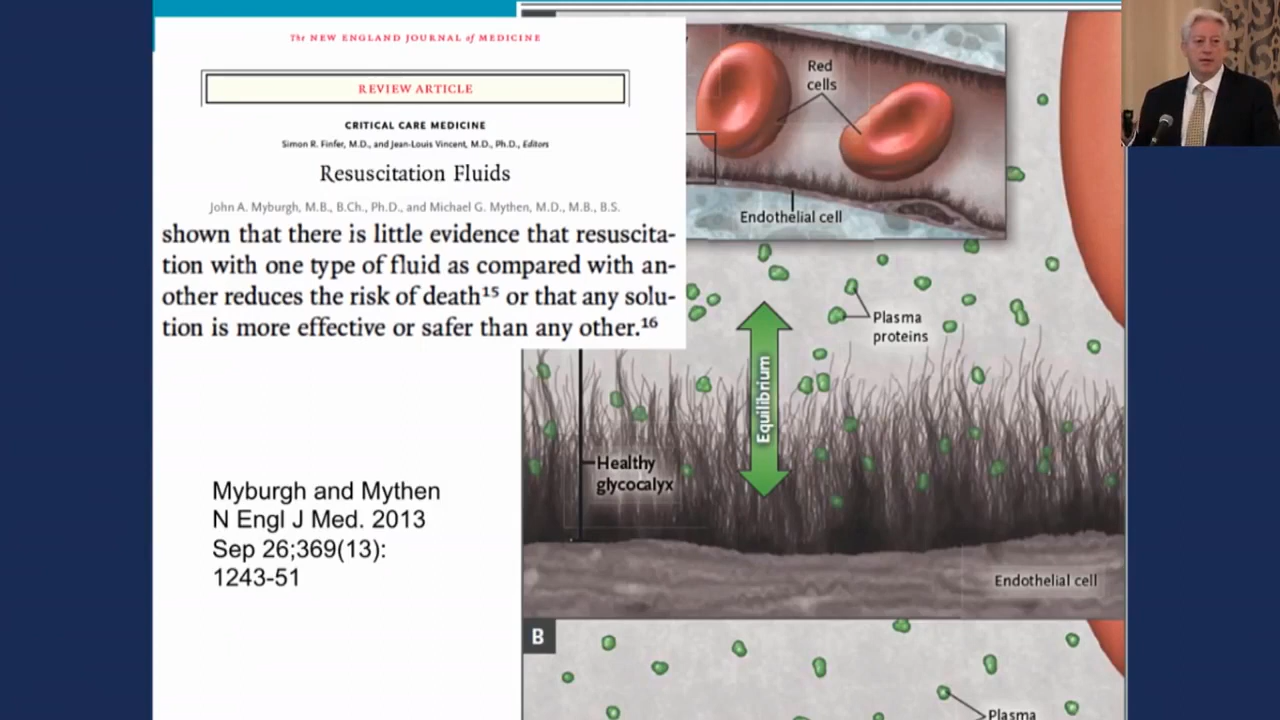 The NEW ENGLAND JOURNAL of MEDICINE
REVIEW ARTICLE
CRITICAL CARE MEDICINE
Simon R. Finfer, M.D., and Jean-Louis Vincent, M.D., Ph.D., Editors
Resuscitation Fluids
John A. Myburgh, M.B., B.Ch., Ph.D., and Michael G. Mythen, M.D., M.B., B.S.
shown that there is little evidence that resuscita-
tion with one type of fluid as compared with an-
other reduces the risk of death¹⁵ or that any solu-
tion is more effective or safer than any other.¹⁶
Myburgh and Mythen
N Engl J Med. 2013
Sep 26;369(13):
1243-51
Red
cells
Endothelial cell
Plasma
proteins
Equilibrium
Healthy
glycocalyx
Endothelial cell
B
Plasma